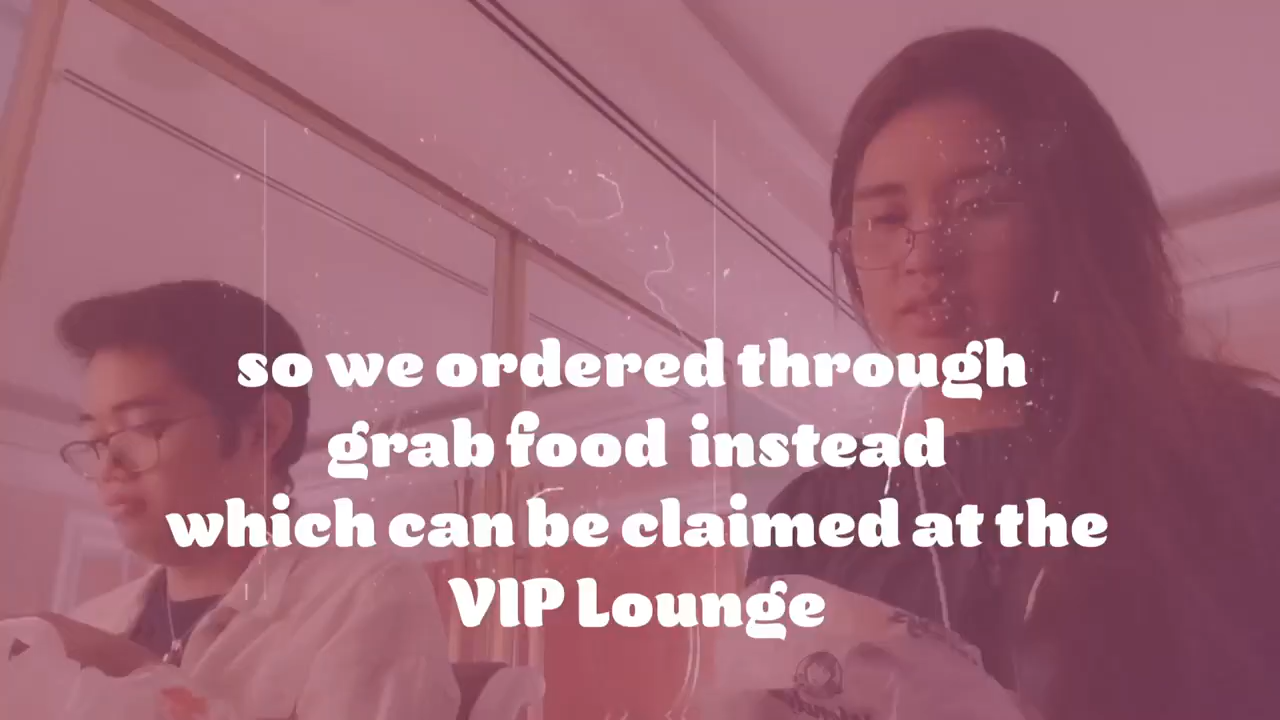 so we ordered through
grab food instead
which can be claimed at the
VIP Lounge